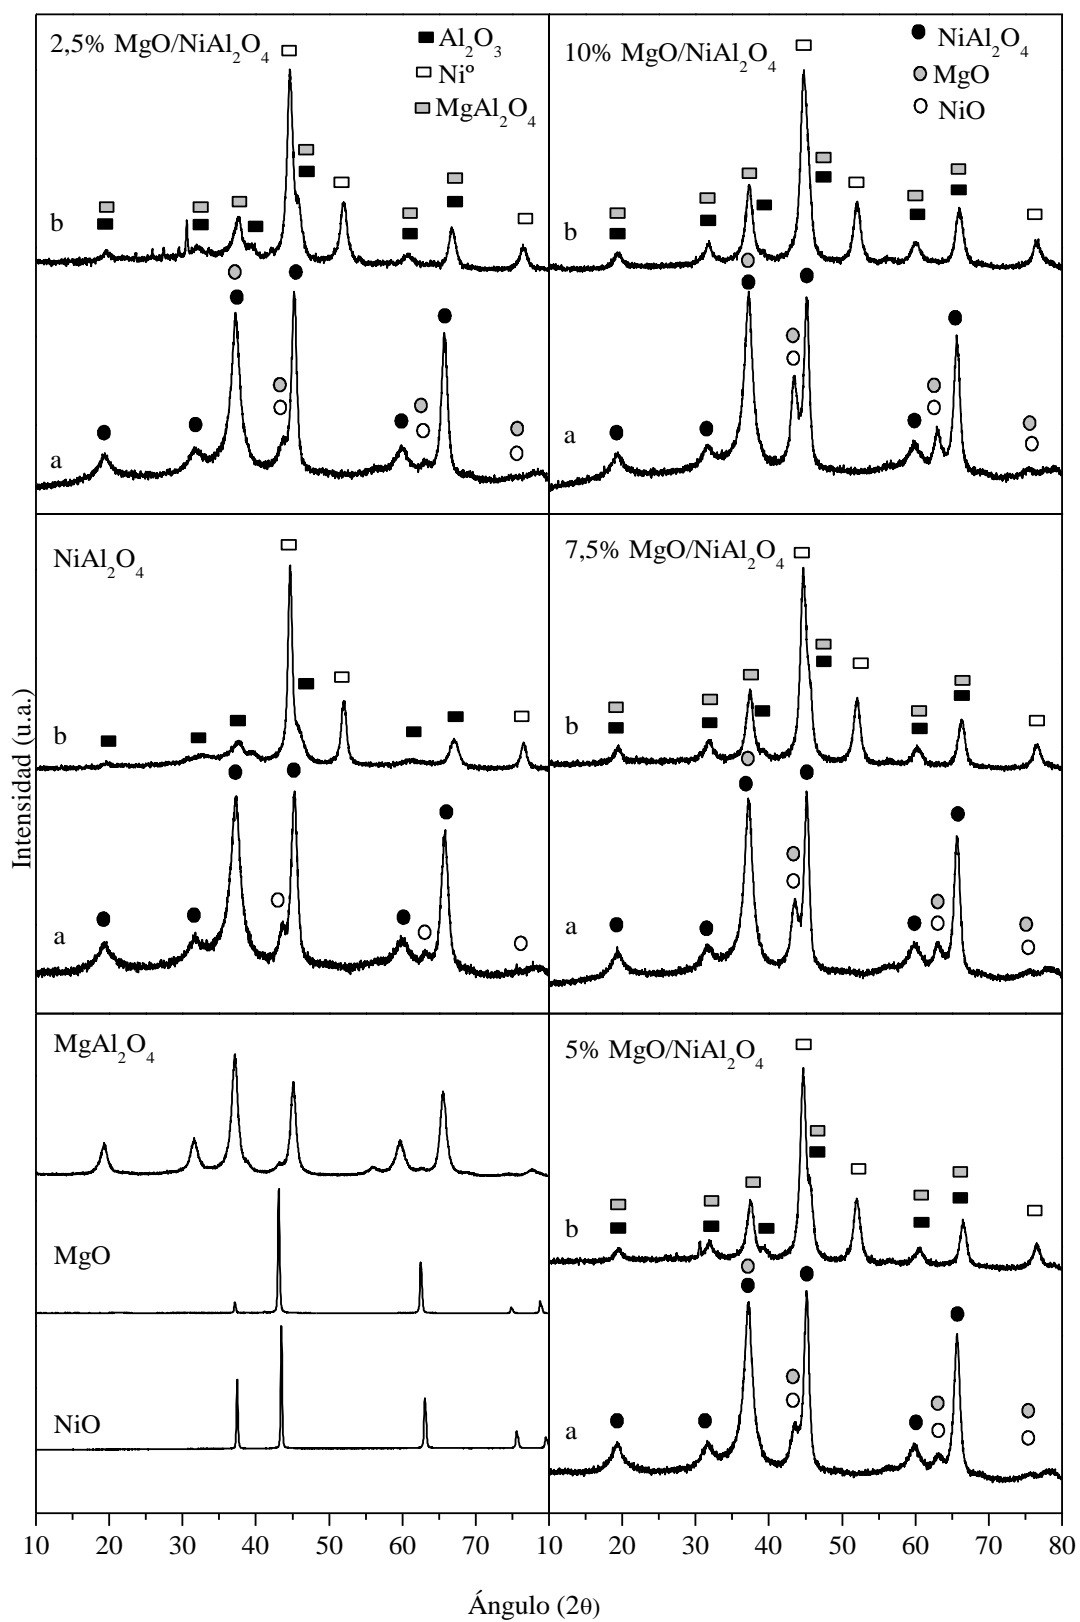 2,5% MgO/NiAl₂O₄
Al₂O₃
Niº
MgAl₂O₄
b
a
10% MgO/NiAl₂O₄
NiAl₂O₄
MgO
NiO
b
a
NiAl₂O₄
b
a
7,5% MgO/NiAl₂O₄
b
a
MgAl₂O₄
MgO
NiO
5% MgO/NiAl₂O₄
b
a
Intensidad (u.a.)
10 20 30 40 50 60 70 10 20 30 40 50 60 70 80
Ángulo (2θ)